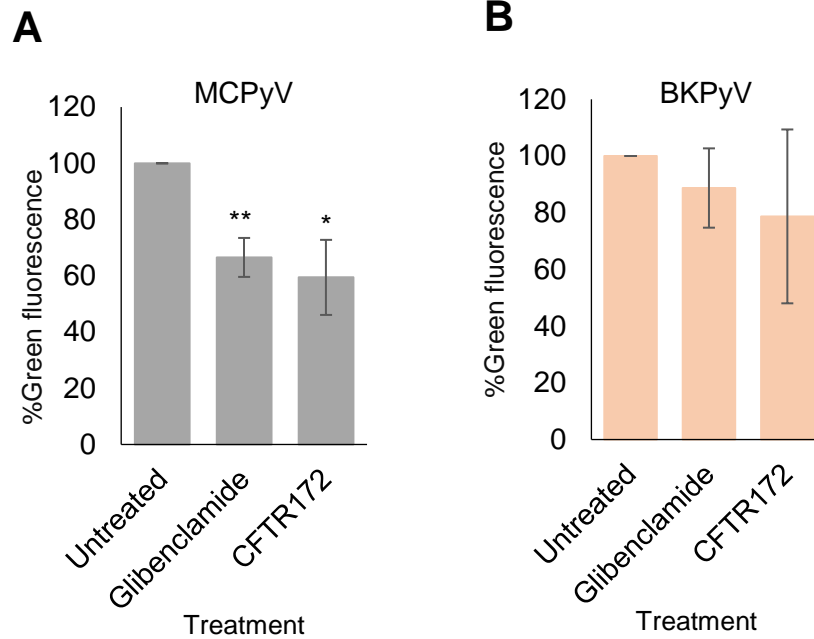 A
MCPyV
%Green fluorescence
120
100
80
60
40
20
0
**
*
Untreated
Glibenclamide
CFTR172
Treatment
B
BKPyV
%Green fluorescence
120
100
80
60
40
20
0
Untreated
Glibenclamide
CFTR172
Treatment